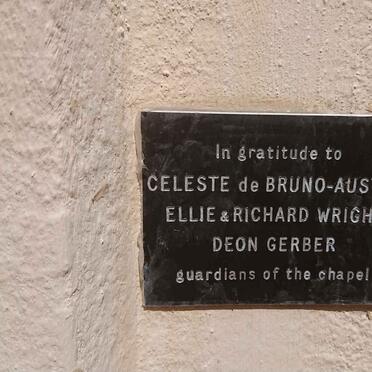 In gratitude to
CELESTE de BRUNO-AUST
ELLIE & RICHARD WRIGH
DEON GERBER
guardians of the chapel